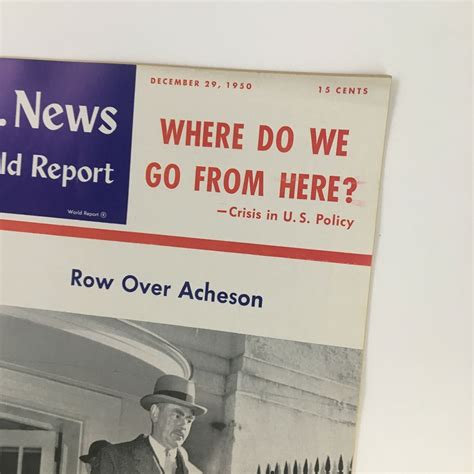 . News
ld Report
World Report ®
DECEMBER 29, 1950
15 CENTS
WHERE DO WE
GO FROM HERE?
—Crisis in U. S. Policy
Row Over Acheson